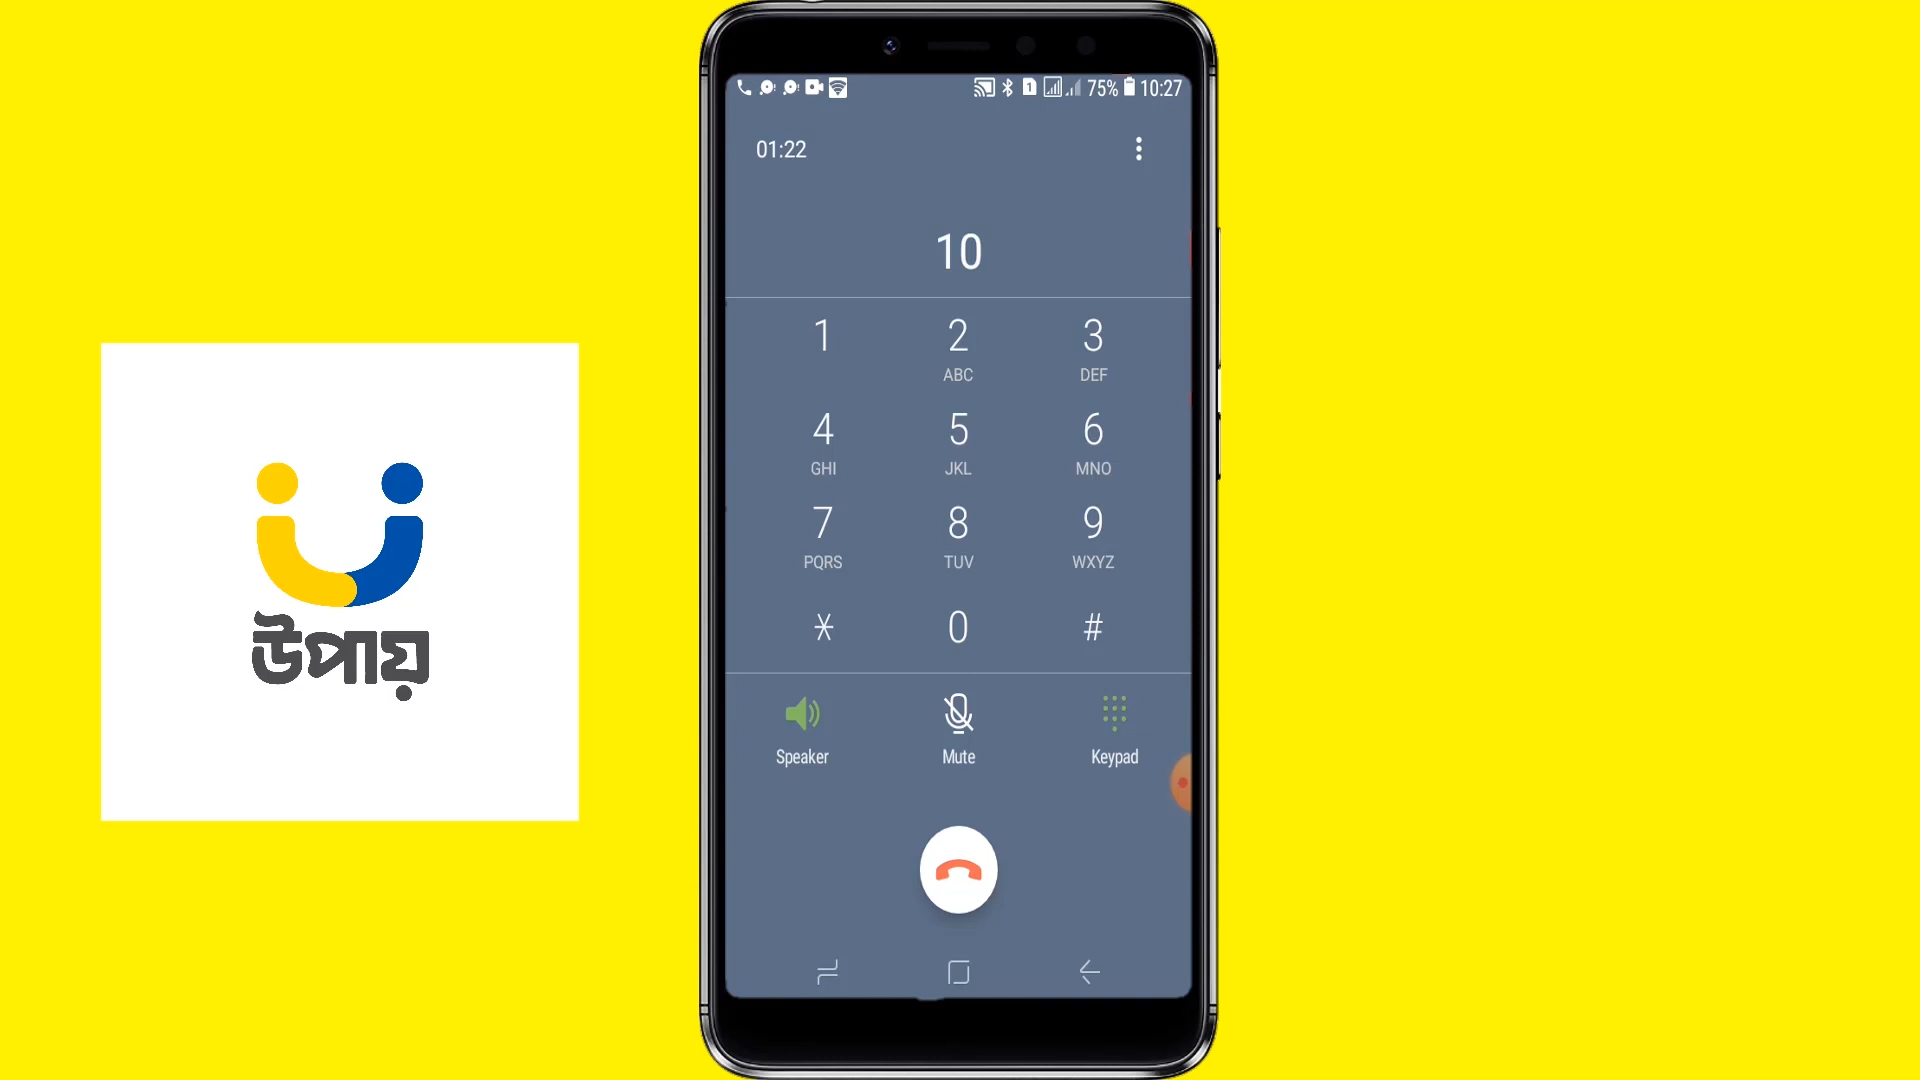 75% 10:27
01:22
10
1 2 3
ABC DEF
4 5 6
GHI JKL MNO
7 8 9
PQRS TUV WXYZ
* 0 #
Speaker Mute Keypad
উপায়